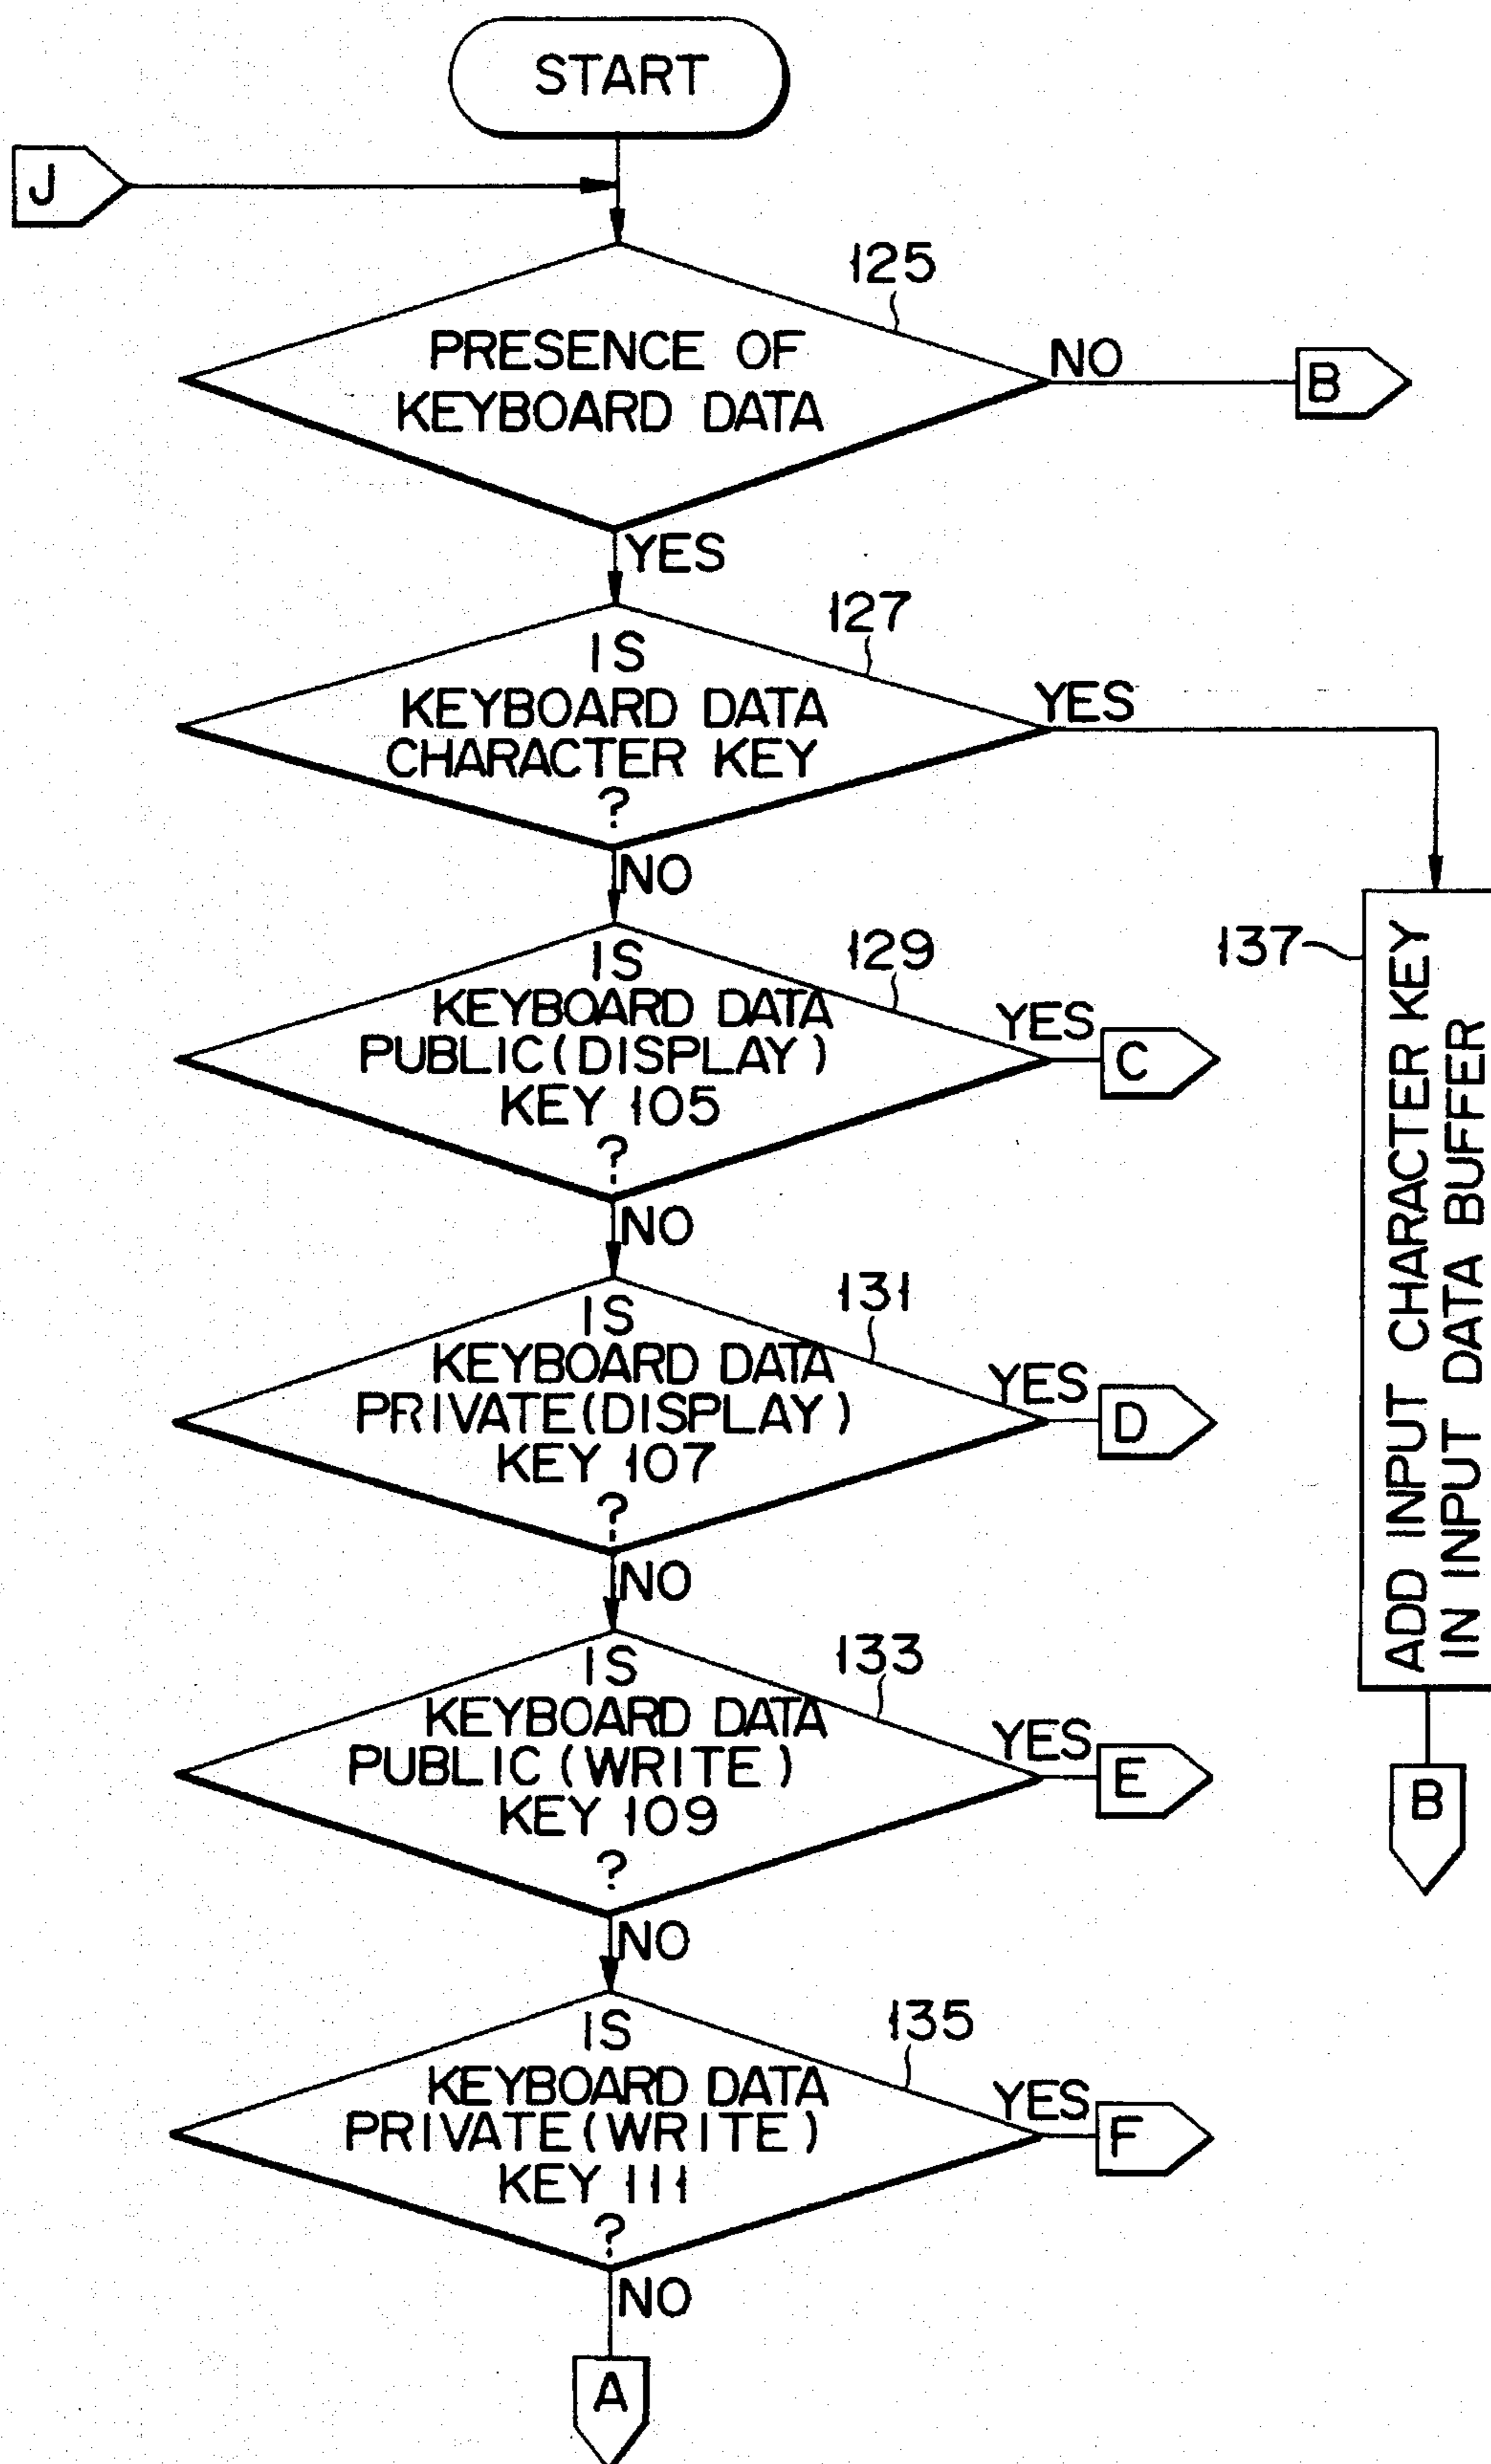 START
J
125
PRESENCE OF
KEYBOARD DATA
NO
B
YES
127
IS
KEYBOARD DATA
CHARACTER KEY
?
YES
NO
137
ADD INPUT CHARACTER KEY
IN INPUT DATA BUFFER
B
129
IS
KEYBOARD DATA
PUBLIC(DISPLAY)
KEY 105
?
YES
C
NO
131
IS
KEYBOARD DATA
PRIVATE(DISPLAY)
KEY 107
?
YES
D
NO
133
IS
KEYBOARD DATA
PUBLIC(WRITE)
KEY 109
?
YES
E
NO
135
IS
KEYBOARD DATA
PRIVATE(WRITE)
KEY 111
?
YES
F
NO
A